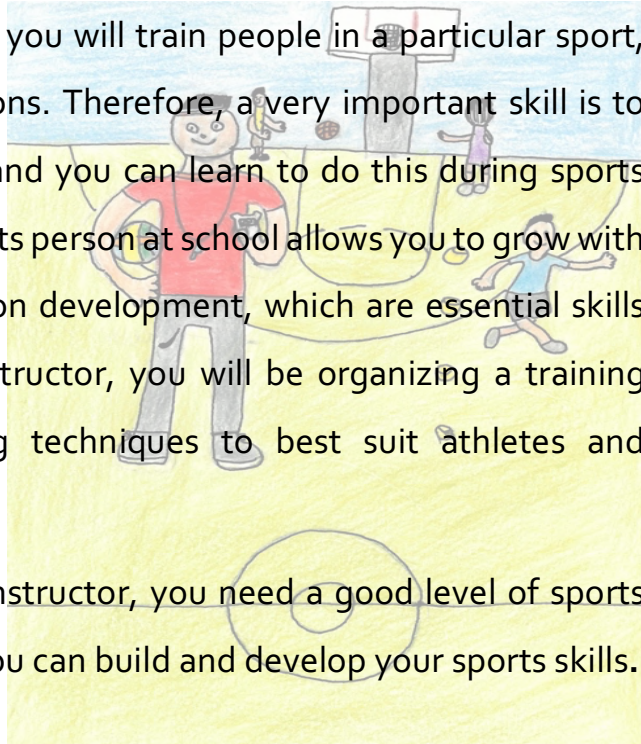 you will train people in a particular sport,
ons. Therefore, a very important skill is to
and you can learn to do this during sports
ts person at school allows you to grow with
on development, which are essential skills
tructor, you will be organizing a training
g techniques to best suit athletes and
nstructor, you need a good level of sports
ou can build and develop your sports skills.